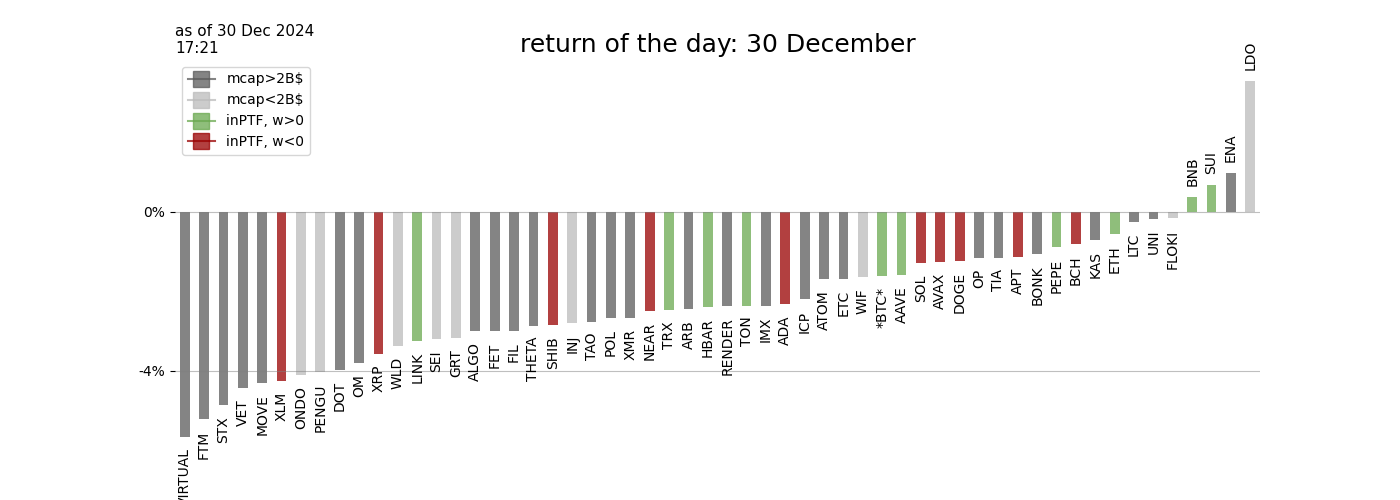 as of 30 Dec 2024
17:21
return of the day: 30 December
mcap>2B$
mcap<2B$
inPTF, w>0
inPTF, w<0
0%
-4%
VIRTUAL
FTM
STX
VET
MOVE
XLM
ONDO
PENGU
DOT
OM
XRP
WLD
LINK
SEI
GRT
ALGO
FET
FIL
THETA
SHIB
INJ
TAO
POL
XMR
NEAR
TRX
ARB
HBAR
RENDER
TON
IMX
ADA
ICP
ATOM
ETC
WIF
*BTC*
AAVE
SOL
AVAX
DOGE
OP
TIA
APT
BONK
PEPE
BCH
KAS
ETH
LTC
UNI
FLOKI
BNB
SUI
ENA
LDO